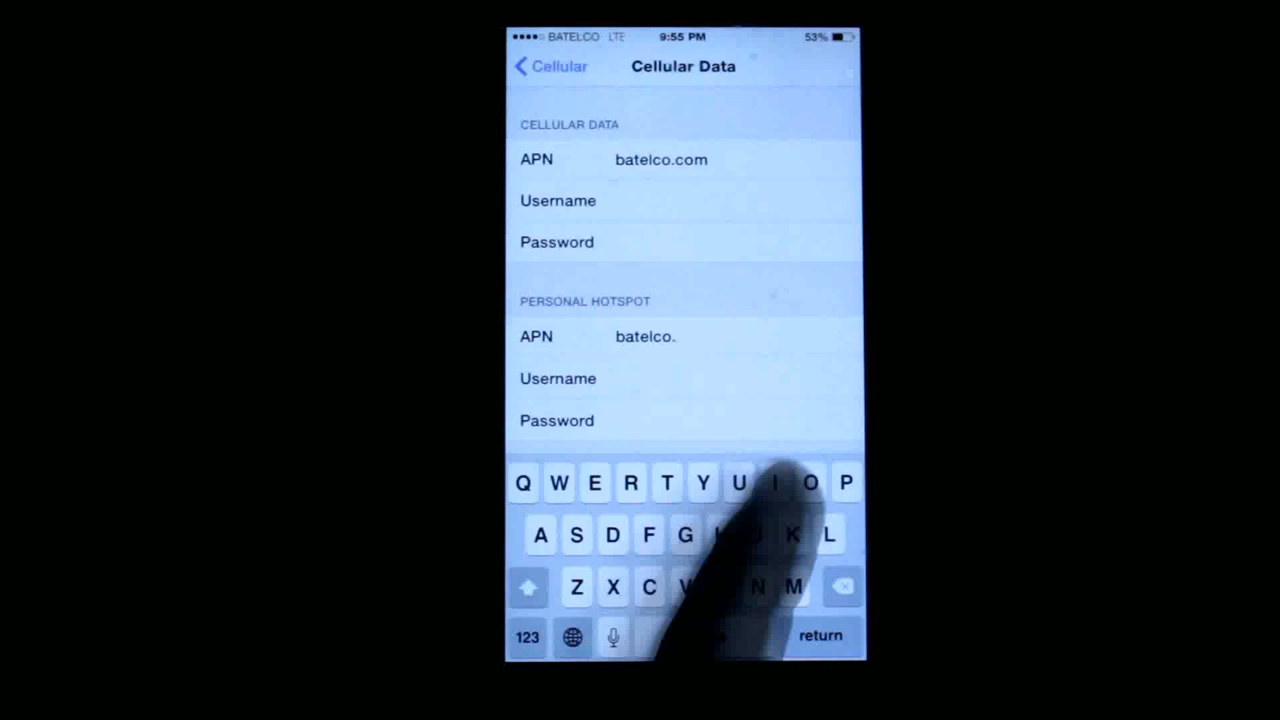 BATELCO LTE 9:55 PM 53%
Cellular Cellular Data
CELLULAR DATA
APN batelco.com
Username
Password
PERSONAL HOTSPOT
APN batelco.
Username
Password
Q W E R T Y U I O P
A S D F G J K L
Z X C V N M
123 return